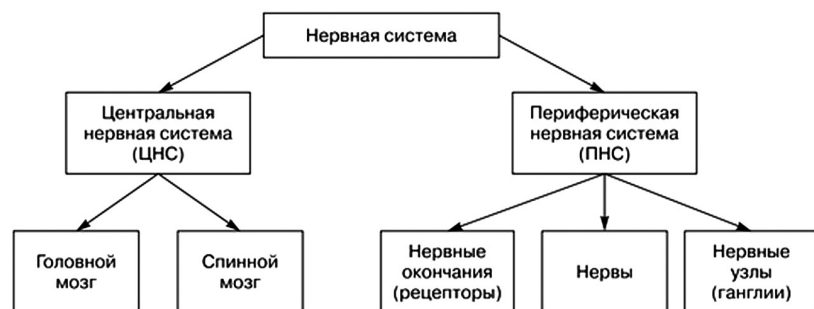 Нервная система
Центральная
нервная система
(ЦНС)
Периферическая
нервная система
(ПНС)
Головной
мозг
Спинной
мозг
Нервные
окончания
(рецепторы)
Нервы
Нервные
узлы
(ганглии)